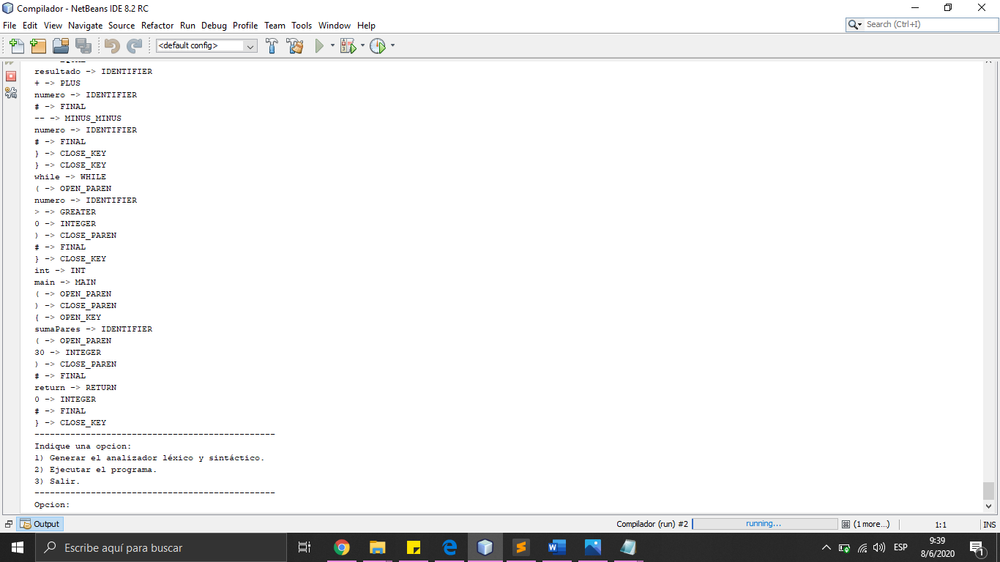 Compilador - NetBeans IDE 8.2 RC
File Edit View Navigate Source Refactor Run Debug Profile Team Tools Window Help
Search (Ctrl+I)
<default config>
resultado -> IDENTIFIER
+ -> PLUS
numero -> IDENTIFIER
# -> FINAL
-- -> MINUS_MINUS
numero -> IDENTIFIER
# -> FINAL
} -> CLOSE_KEY
} -> CLOSE_KEY
while -> WHILE
( -> OPEN_PAREN
numero -> IDENTIFIER
> -> GREATER
0 -> INTEGER
) -> CLOSE_PAREN
# -> FINAL
} -> CLOSE_KEY
int -> INT
main -> MAIN
( -> OPEN_PAREN
) -> CLOSE_PAREN
{ -> OPEN_KEY
sumaPares -> IDENTIFIER
( -> OPEN_PAREN
30 -> INTEGER
) -> CLOSE_PAREN
# -> FINAL
return -> RETURN
0 -> INTEGER
# -> FINAL
} -> CLOSE_KEY
-----------------------------------------------
Indique una opcion:
1) Generar el analizador léxico y sintáctico.
2) Ejecutar el programa.
3) Salir.
-----------------------------------------------
Opcion:
Output
Compilador (run) #2 running... (1 more...) 1:1 INS
Escribe aquí para buscar
ESP
9:39
8/6/2020
1